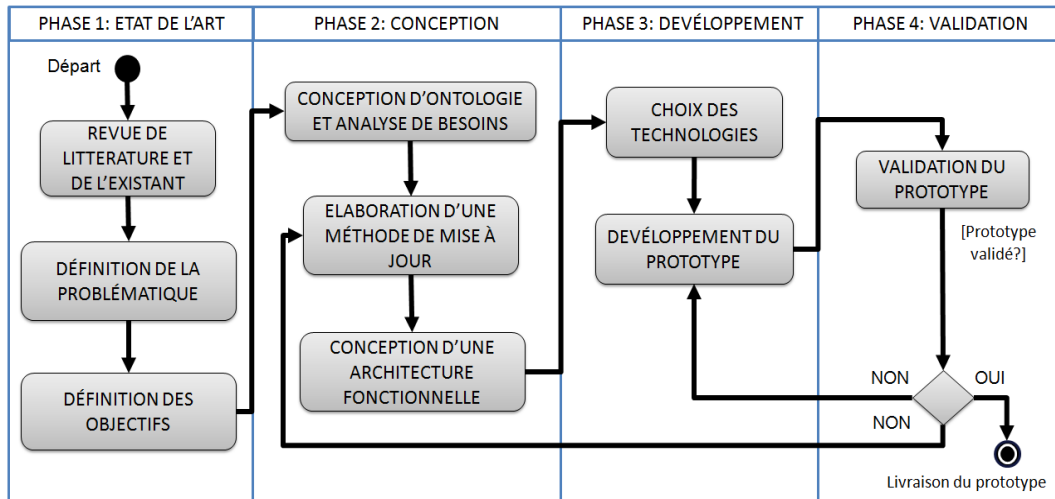 PHASE 1: ETAT DE L'ART
PHASE 2: CONCEPTION
PHASE 3: DEVÉLOPPEMENT
PHASE 4: VALIDATION
Départ
REVUE DE
LITTERATURE ET
DE L'EXISTANT
DÉFINITION DE LA
PROBLÉMATIQUE
DÉFINITION DES
OBJECTIFS
CONCEPTION D'ONTOLOGIE
ET ANALYSE DE BESOINS
ELABORATION D'UNE
MÉTHODE DE MISE À
JOUR
CONCEPTION D'UNE
ARCHITECTURE
FONCTIONNELLE
CHOIX DES
TECHNOLOGIES
DEVÉLOPPEMENT DU
PROTOTYPE
VALIDATION DU
PROTOTYPE
[Prototype
validé?]
NON
OUI
NON
Livraison du prototype